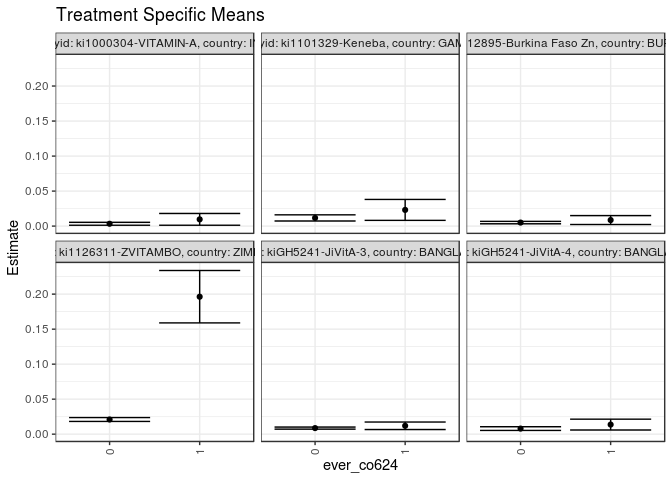 Treatment Specific Means
yid: ki1000304-VITAMIN-A, country: I
yid: ki1101329-Keneba, country: GAM
12895-Burkina Faso Zn, country: BUR
0.20
0.15
0.10
0.05
0.00
: ki1126311-ZVITAMBO, country: ZIM
: kiGH5241-JiVitA-3, country: BANGLA
: kiGH5241-JiVitA-4, country: BANGLA
0.20
0.15
0.10
0.05
0.00
Estimate
0
1
0
1
0
1
ever_co624